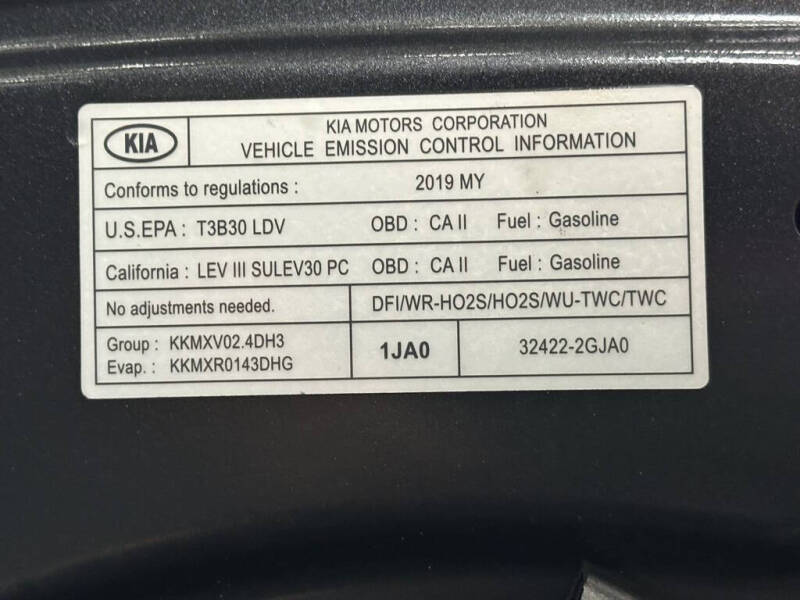 KIA
KIA MOTORS CORPORATION
VEHICLE EMISSION CONTROL INFORMATION
Conforms to regulations : 2019 MY
U.S.EPA : T3B30 LDV OBD : CA II Fuel : Gasoline
California : LEV III SULEV30 PC OBD : CA II Fuel : Gasoline
No adjustments needed. DFI/WR-HO2S/HO2S/WU-TWC/TWC
Group : KKMXV02.4DH3
Evap. : KKMXR0143DHG
1JA0
32422-2GJA0